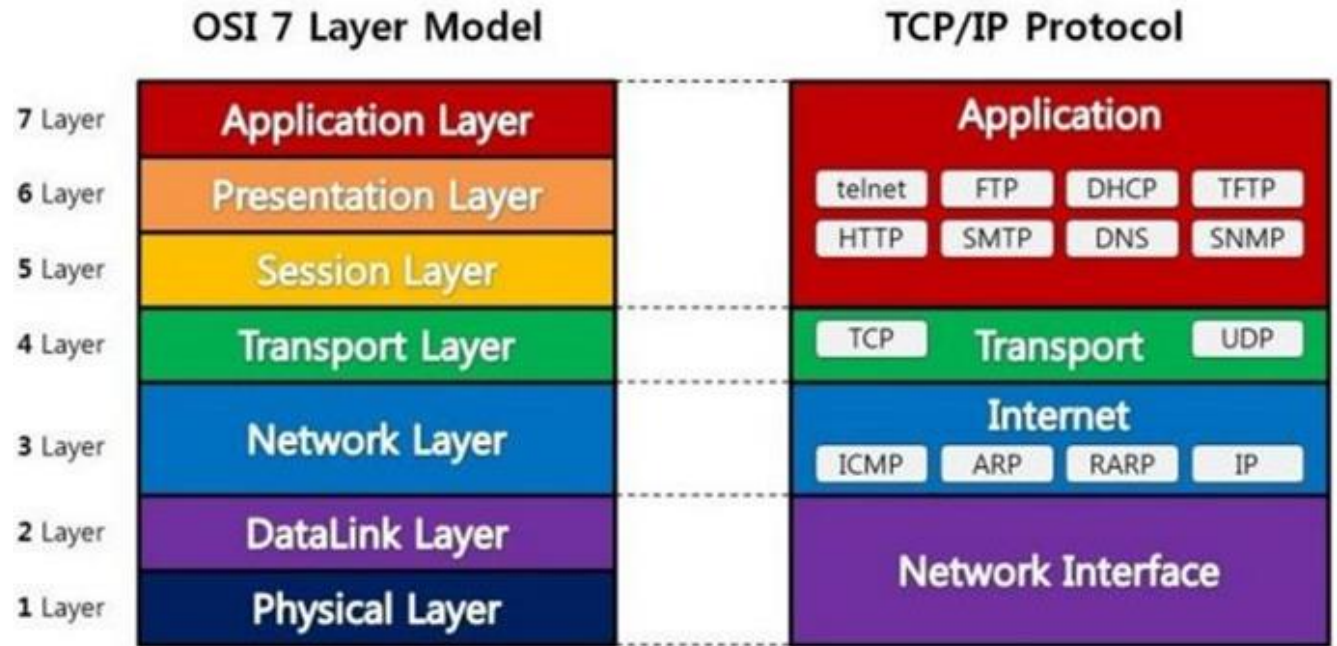 OSI 7 Layer Model
7 Layer
Application Layer
6 Layer
Presentation Layer
5 Layer
Session Layer
4 Layer
Transport Layer
3 Layer
Network Layer
2 Layer
DataLink Layer
1 Layer
Physical Layer
TCP/IP Protocol
Application
telnet FTP DHCP TFTP
HTTP SMTP DNS SNMP
TCP Transport UDP
Internet
ICMP ARP RARP IP
Network Interface